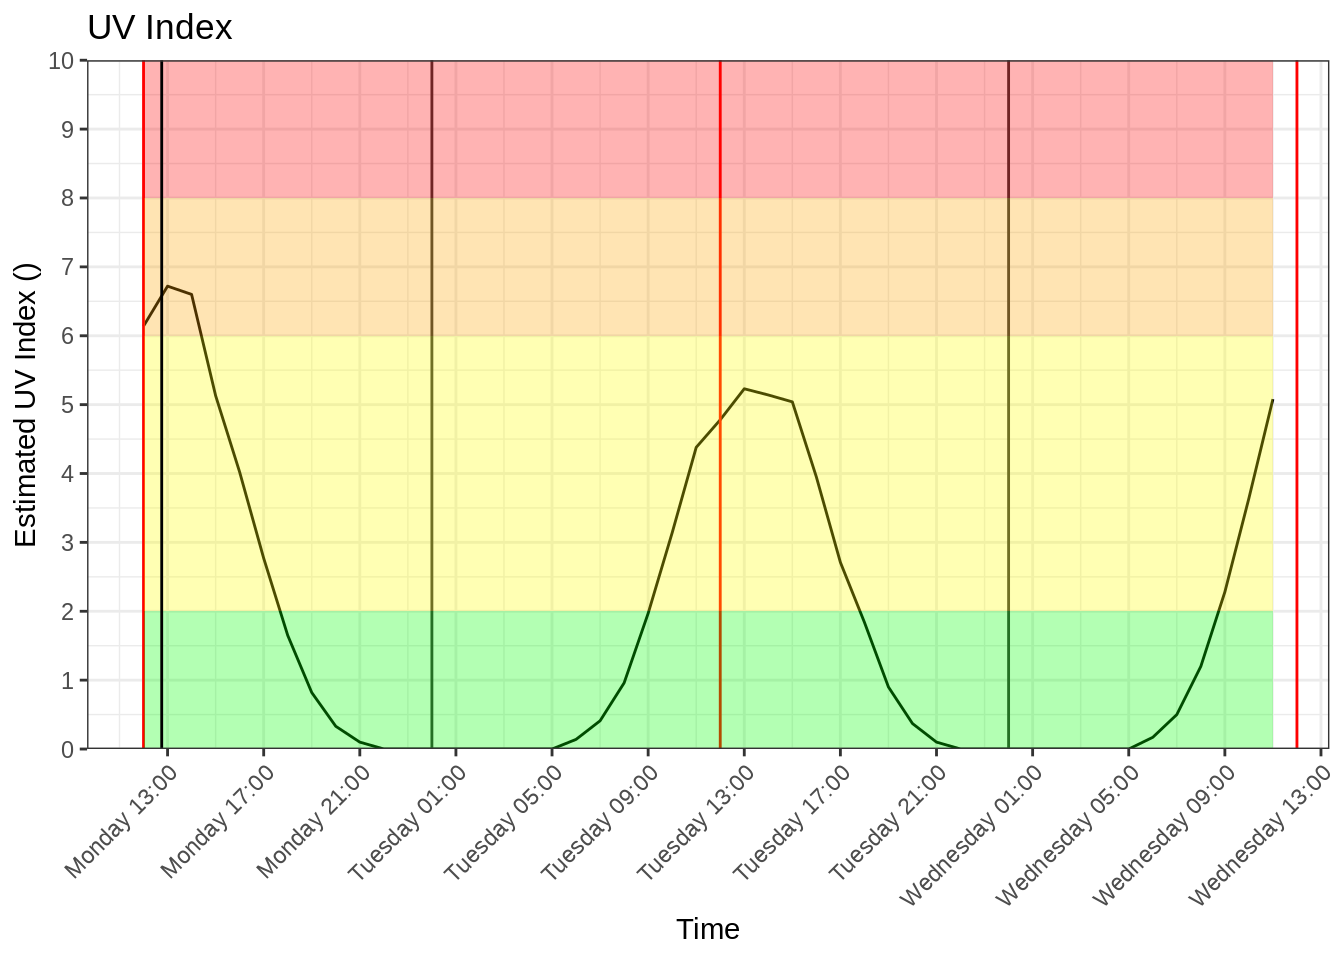 UV Index
Estimated UV Index ()
10
9
8
7
6
5
4
3
2
1
0
Monday 13:00
Monday 17:00
Monday 21:00
Tuesday 01:00
Tuesday 05:00
Tuesday 09:00
Tuesday 13:00
Tuesday 17:00
Tuesday 21:00
Wednesday 01:00
Wednesday 05:00
Wednesday 09:00
Wednesday 13:00
Time